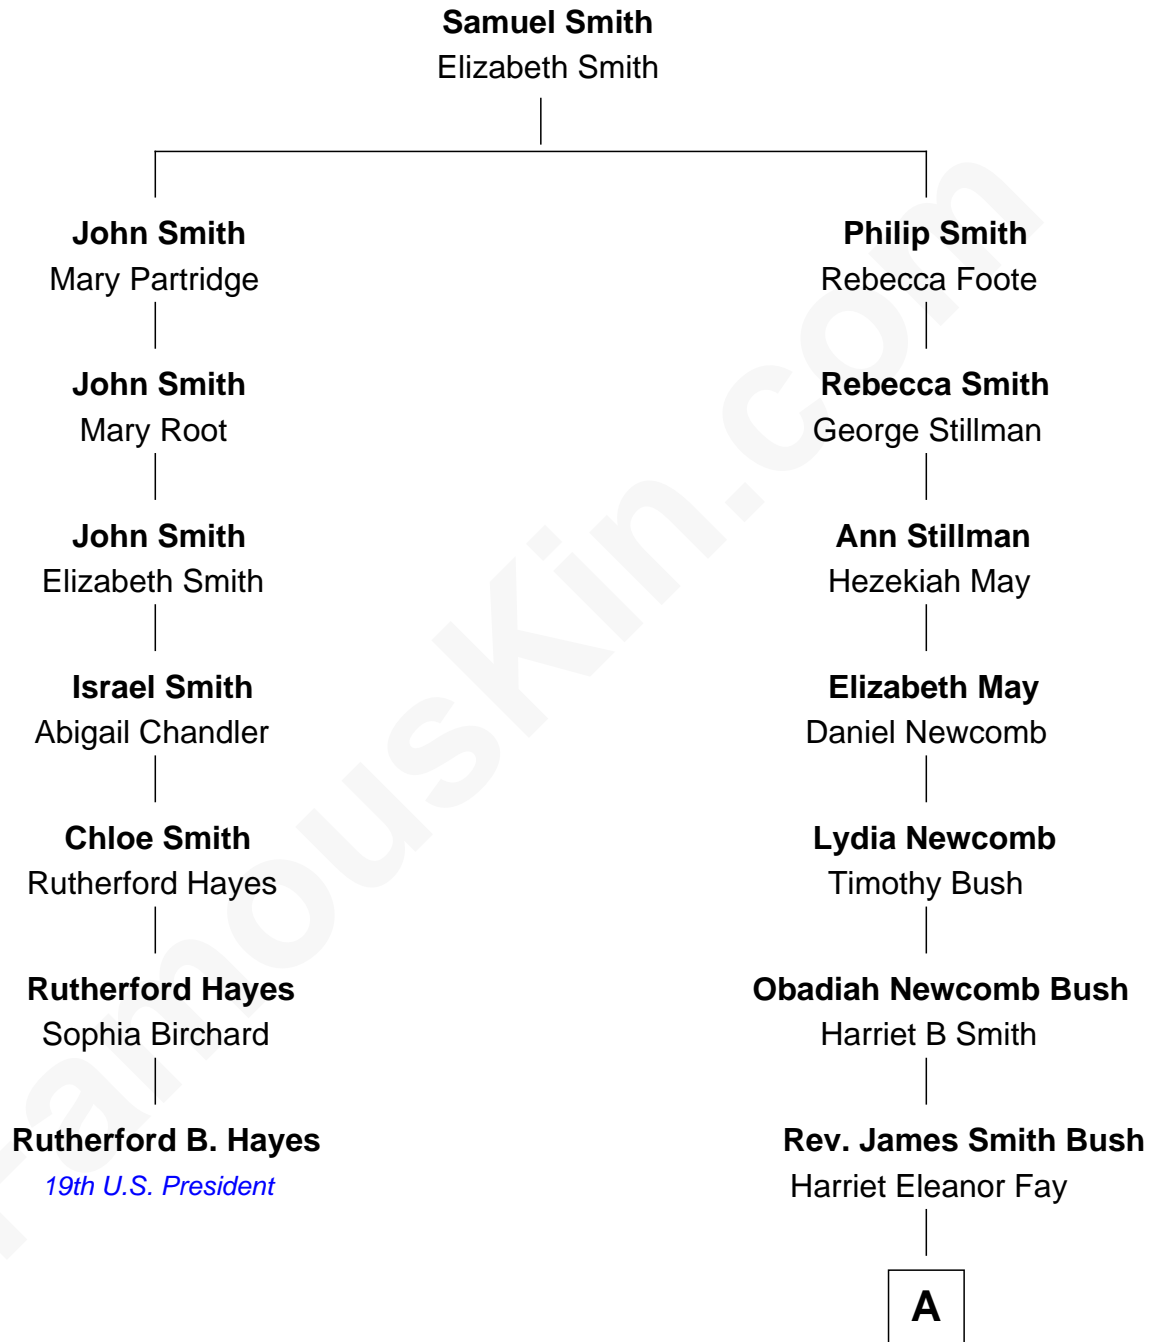 Samuel Smith
Elizabeth Smith
John Smith
Mary Partridge
Philip Smith
Rebecca Foote
John Smith
Mary Root
Rebecca Smith
George Stillman
John Smith
Elizabeth Smith
Ann Stillman
Hezekiah May
Israel Smith
Abigail Chandler
Elizabeth May
Daniel Newcomb
Chloe Smith
Rutherford Hayes
Lydia Newcomb
Timothy Bush
Rutherford Hayes
Sophia Birchard
Obadiah Newcomb Bush
Harriet B Smith
Rutherford B. Hayes
19th U.S. President
Rev. James Smith Bush
Harriet Eleanor Fay
A
FamousKin.com